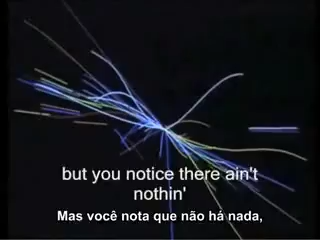 but you notice there ain't
nothin'
Mas você nota que não há nada,